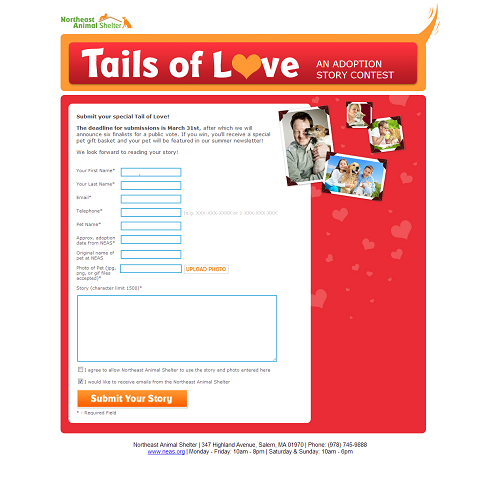 Northeast
Animal Shelter
Tails of Love
AN ADOPTION
STORY CONTEST
Submit your special Tail of Love!
The deadline for submissions is March 31st, after which we will
announce six finalists for a public vote. If you win, you'll receive a special
pet gift basket and your pet will be featured in our summer newsletter!
We look forward to reading your story!
Your First Name*
Your Last Name*
Email*
Telephone*
(e.g. XXX-XXX-XXXX or 1-XXX-XXX-XXX
Pet Name*
Approx. adoption
date from NEAS*
Original name of
pet at NEAS
Photo of Pet (jpg,
png, or gif files
accepted)*
UPLOAD PHOTO
Story (character limit 1500)*
I agree to allow Northeast Animal Shelter to use the story and photo entered here
I would like to receive emails from the Northeast Animal Shelter
Submit Your Story
* - Required Field
Northeast Animal Shelter | 347 Highland Avenue, Salem, MA 01970 | Phone: (978) 745-9888
www.neas.org | Monday - Friday: 10am - 8pm | Saturday & Sunday: 10am - 6pm